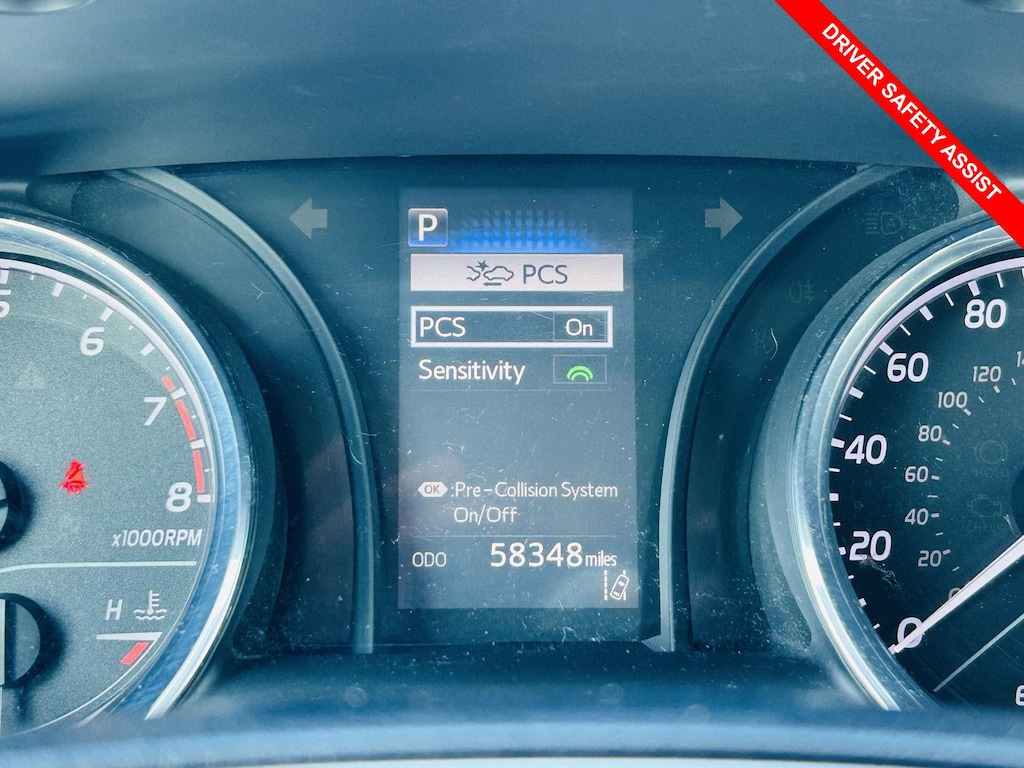 DRIVER SAFETY ASSIST
P
PCS
PCS On
Sensitivity
OK :Pre-Collision System
On/Off
ODO 58348 miles
5
6
7
8
x1000RPM
H
80
60
40
20
0
120
100
80
60
40
20